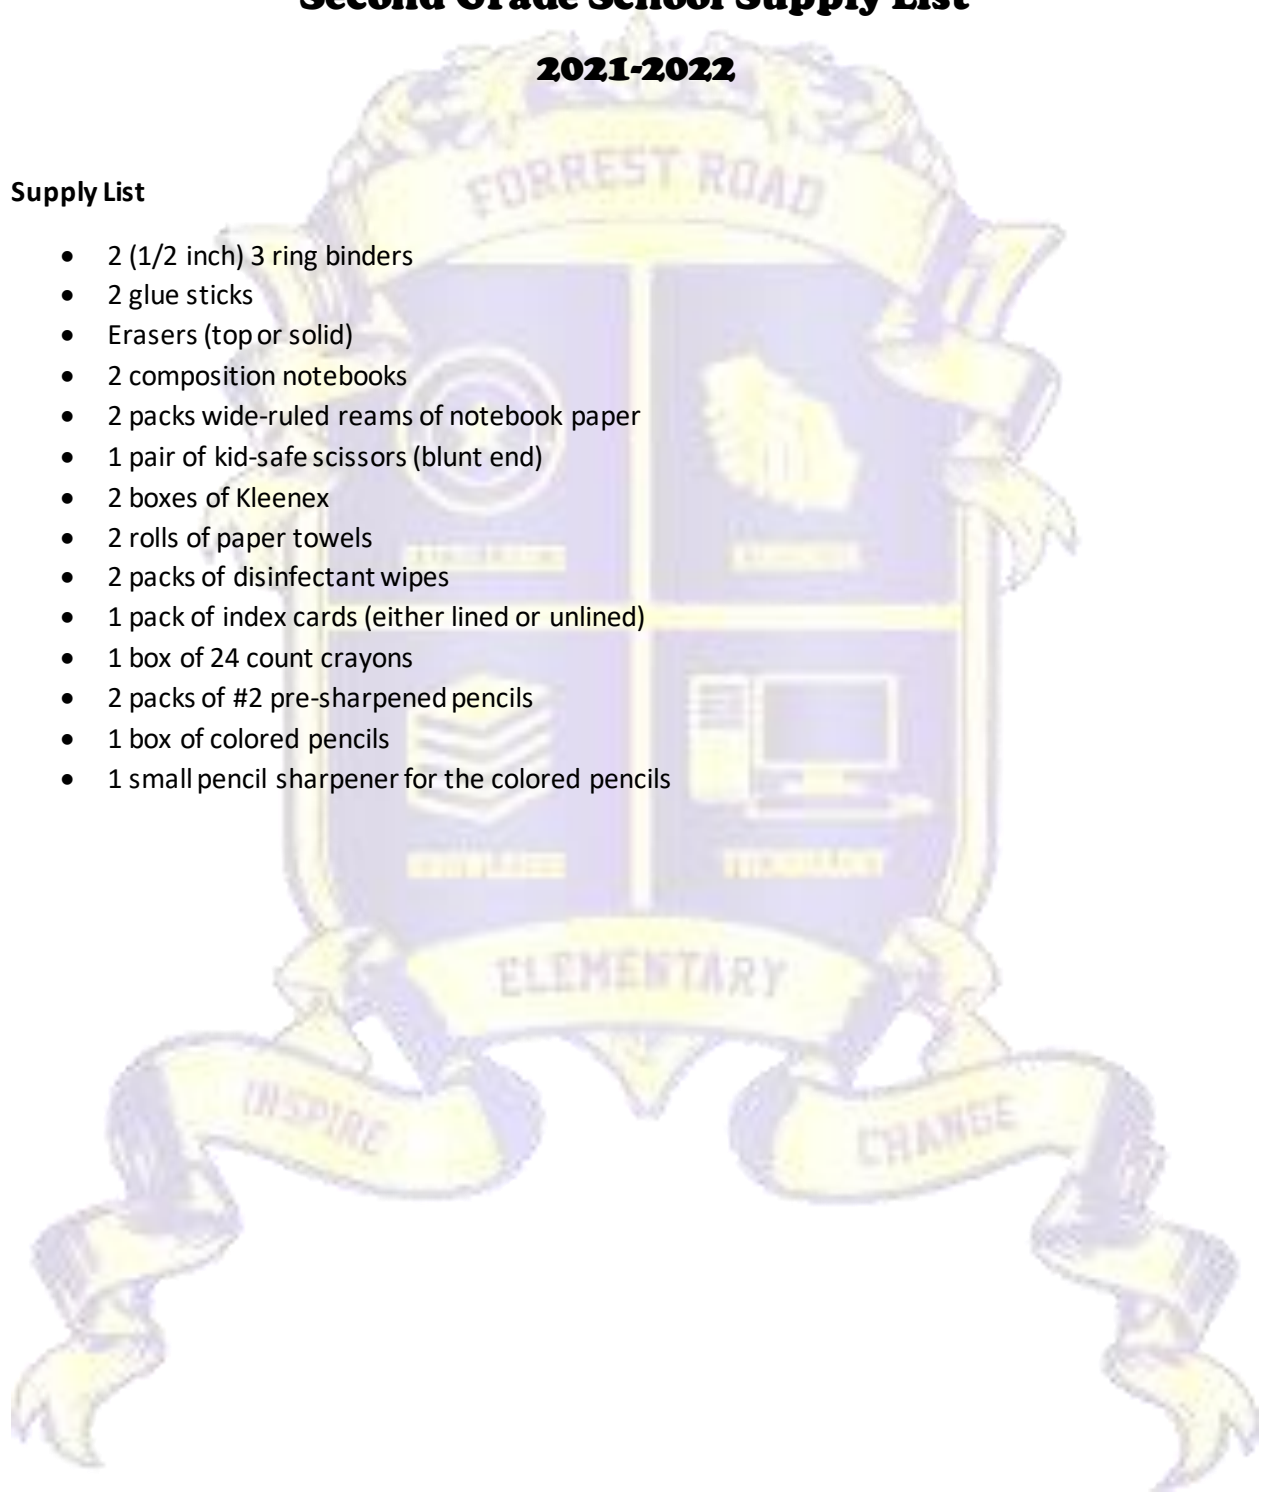 Second Grade School Supply List
2021-2022
FORREST ROAD
Supply List
• 2 (1/2 inch) 3 ring binders
• 2 glue sticks
• Erasers (top or solid)
• 2 composition notebooks
• 2 packs wide-ruled reams of notebook paper
• 1 pair of kid-safe scissors (blunt end)
• 2 boxes of Kleenex
• 2 rolls of paper towels
• 2 packs of disinfectant wipes
• 1 pack of index cards (either lined or unlined)
• 1 box of 24 count crayons
• 2 packs of #2 pre-sharpened pencils
• 1 box of colored pencils
• 1 small pencil sharpener for the colored pencils
ELEMENTARY
INSPIRE
CHANGE